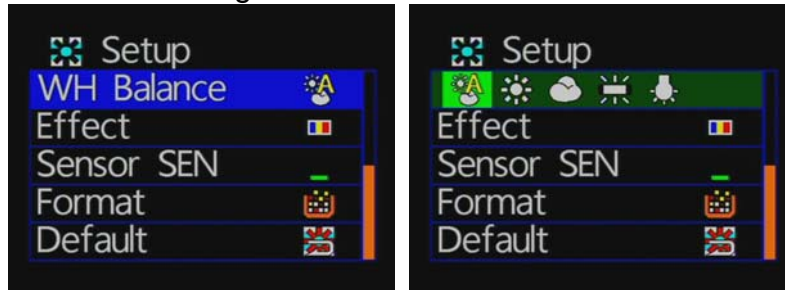 Setup
WH Balance
Effect
Sensor SEN
Format
Default
Setup
A
Effect
Sensor SEN
Format
Default